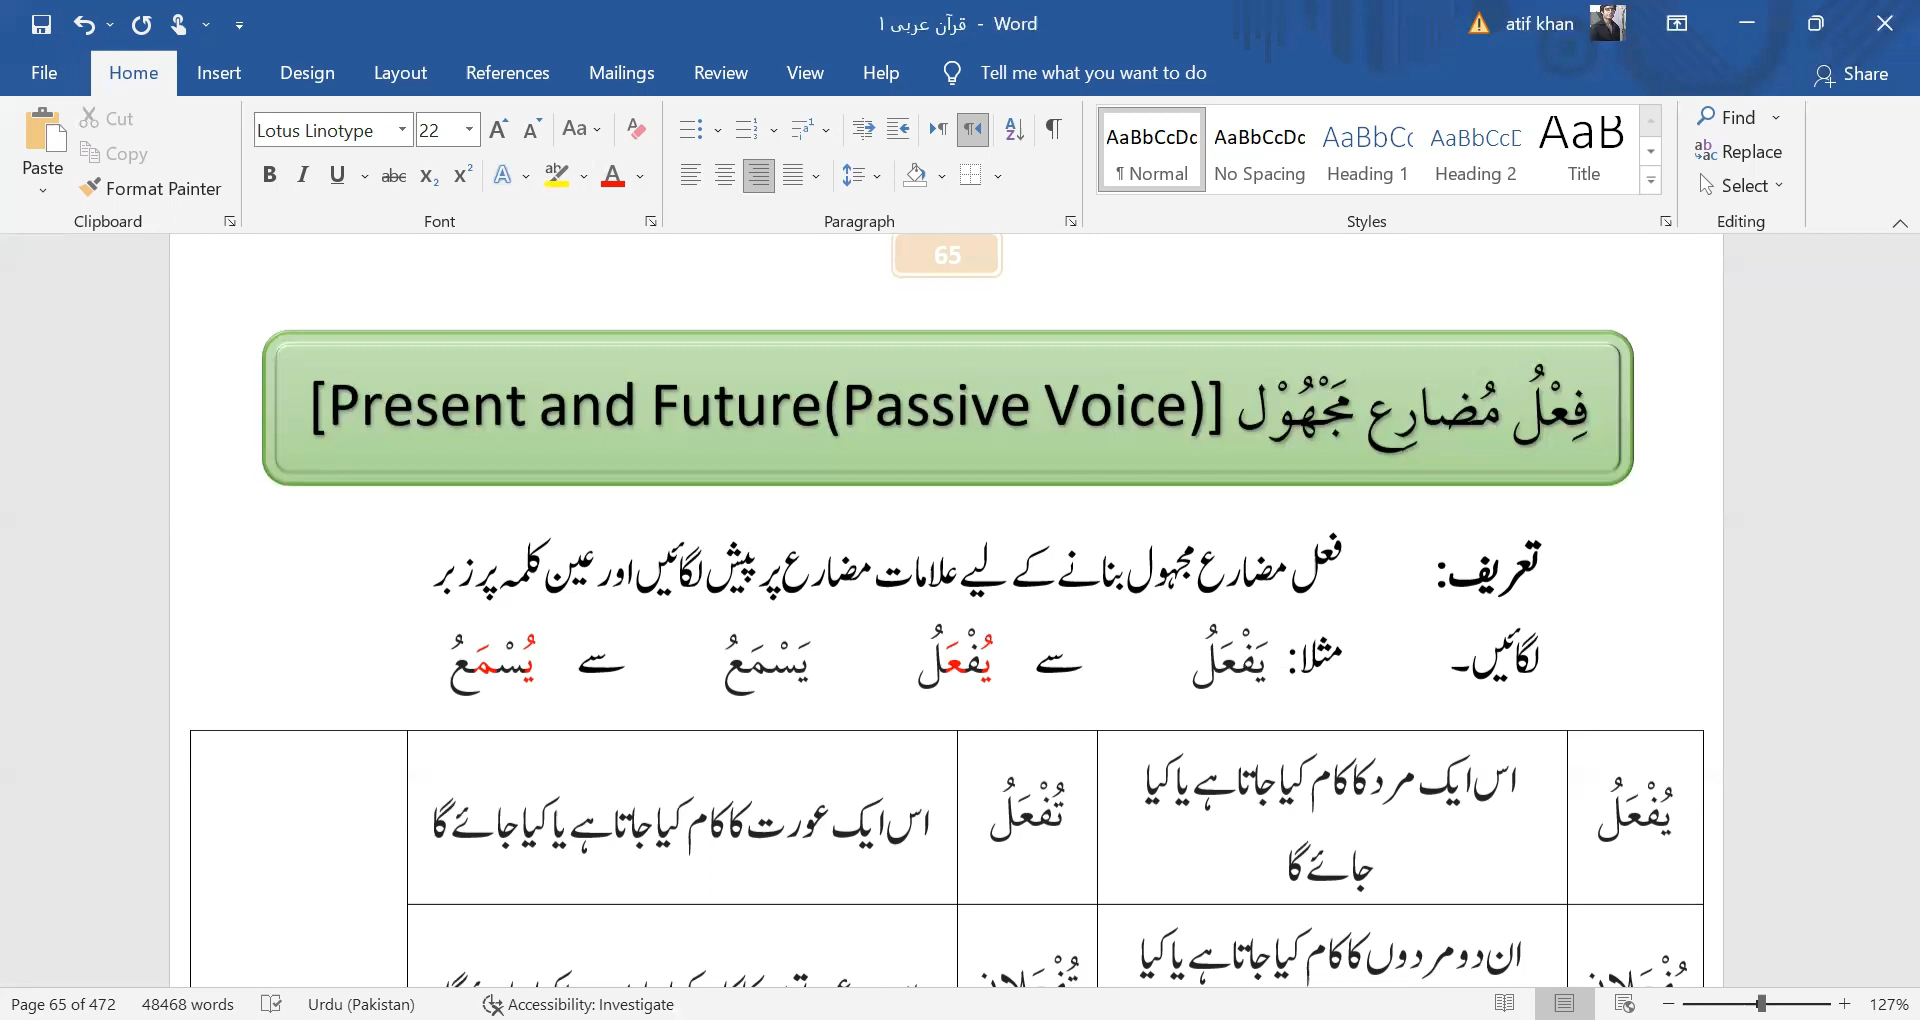 قرآن عربی ۱ - Word
atif khan
File Home Insert Design Layout References Mailings Review View Help Tell me what you want to do Share
Paste
Cut
Copy
Format Painter
Clipboard
Lotus Linotype 22
Font
Paragraph
AaBbCcDc AaBbCcDc AaBbCc AaBbCcD AaB
¶ Normal No Spacing Heading 1 Heading 2 Title
Styles
Find
Replace
Select
Editing
65
فِعْلُ مُضارِع مَجْهُوْل [Present and Future(Passive Voice)]
تعریف: فعل مضارع مجہول بنانے کے لیے علامات مضارع پر پیش لگائیں اور عین کلمہ پر زبر
لگائیں۔ مثلا: يَفْعَلُ سے يُفْعَلُ يَسْمَعُ سے يُسْمَعُ
يُفْعَلُ
اس ایک مرد کا کام کیا جاتا ہے یا کیا
جائے گا
تُفْعَلُ
اس ایک عورت کا کام کیا جاتا ہے یا کیا جائے گا
ان دو مردوں کا کام کیا جاتا ہے یا کیا
Page 65 of 472 48468 words Urdu (Pakistan) Accessibility: Investigate 127%